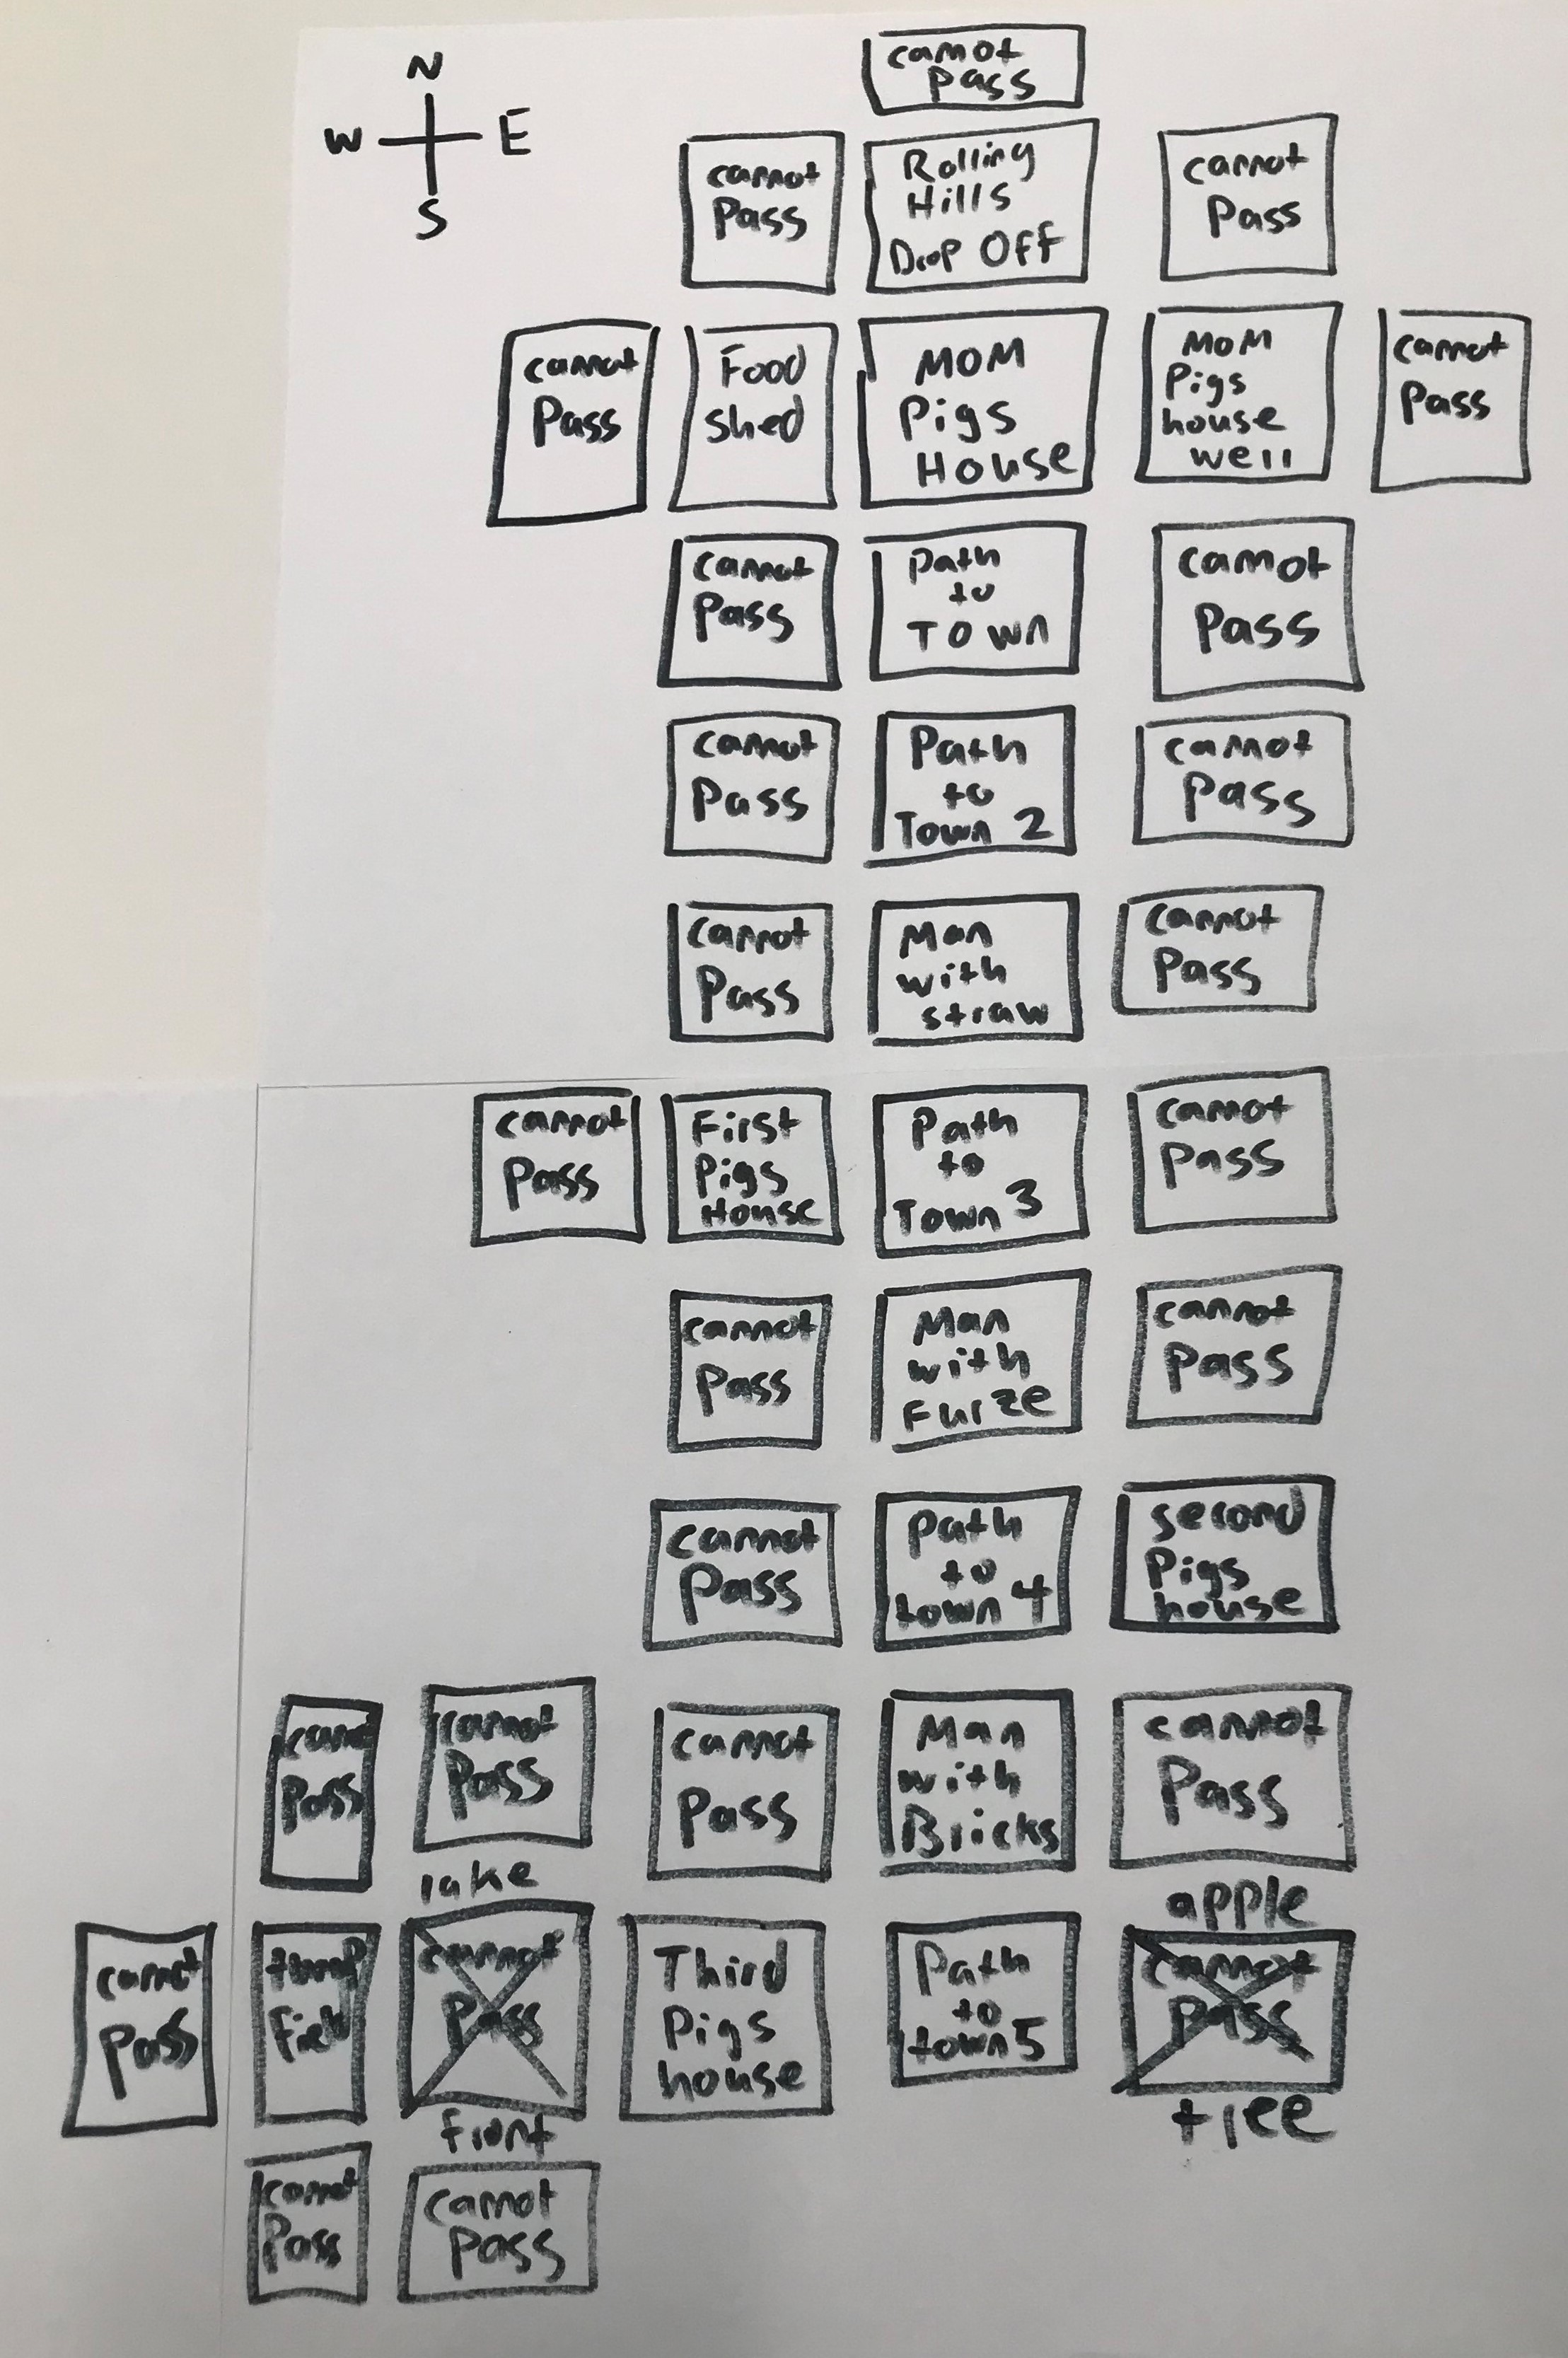 N
W E
S
cannot
pass
cannot
Pass
Rolling
Hills
Drop Off
cannot
Pass
cannot
Pass
Food
shed
MOM
Pigs
House
MOM
Pigs
house
well
cannot
Pass
cannot
Pass
path
to
TOWN
cannot
Pass
cannot
Pass
Path
to
Town 2
cannot
Pass
cannot
Pass
Man
with
straw
cannot
Pass
cannot
Pass
First
Pigs
House
Path
to
Town 3
cannot
Pass
cannot
Pass
Man
with
Furze
cannot
Pass
cannot
Pass
Path
to
town 4
second
Pigs
house
Pass
cannot
Pass
cannot
Pass
Man
with
Bricks
cannot
Pass
lake
apple
cannot
Pass
Field
cannot
Pass
Third
Pigs
house
Path
to
town 5
cannot
Pass
front
tree
cannot
Pass
cannot
Pass